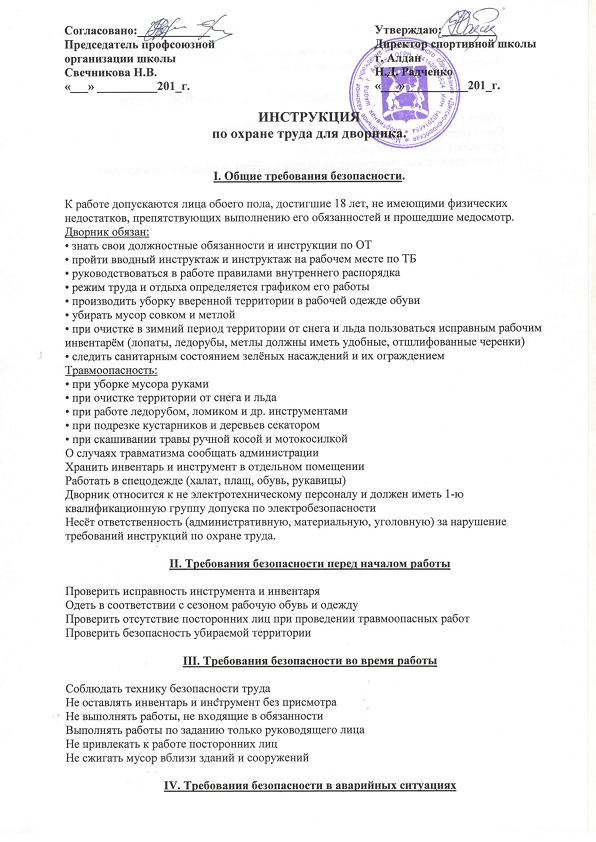 Согласовано:_______________ Утверждаю:_______________
Председатель профсоюзной Директор спортивной школы
организации школы г. Алдан
Свечникова Н.В. Н.Д. Радченко
«___» __________201_г. «___»__________201_г.
ИНСТРУКЦИЯ
по охране труда для дворника.
I. Общие требования безопасности.
К работе допускаются лица обоего пола, достигшие 18 лет, не имеющими физических
недостатков, препятствующих выполнению его обязанностей и прошедшие медосмотр.
Дворник обязан:
• знать свои должностные обязанности и инструкции по ОТ
• пройти вводный инструктаж и инструктаж на рабочем месте по ТБ
• руководствоваться в работе правилами внутреннего распорядка
• режим труда и отдыха определяется графиком его работы
• производить уборку вверенной территории в рабочей одежде обуви
• убирать мусор совком и метлой
• при очистке в зимний период территории от снега и льда пользоваться исправным рабочим
инвентарём (лопаты, ледорубы, метлы должны иметь удобные, отшлифованные черенки)
• следить санитарным состоянием зелёных насаждений и их ограждением
Травмоопасность:
• при уборке мусора руками
• при очистке территории от снега и льда
• при работе ледорубом, ломиком и др. инструментами
• при подрезке кустарников и деревьев секатором
• при скашивании травы ручной косой и мотокосилкой
О случаях травматизма сообщать администрации
Хранить инвентарь и инструмент в отдельном помещении
Работать в спецодежде (халат, плащ, обувь, рукавицы)
Дворник относится к не электротехническому персоналу и должен иметь 1-ю
квалификационную группу допуска по электробезопасности
Несёт ответственность (административную, материальную, уголовную) за нарушение
требований инструкций по охране труда.
II. Требования безопасности перед началом работы
Проверить исправность инструмента и инвентаря
Одеть в соответствии с сезоном рабочую обувь и одежду
Проверить отсутствие посторонних лиц при проведении травмоопасных работ
Проверить безопасность убираемой территории
III. Требования безопасности во время работы
Соблюдать технику безопасности труда
Не оставлять инвентарь и инструмент без присмотра
Не выполнять работы, не входящие в обязанности
Выполнять работы по заданию только руководящего лица
Не привлекать к работе посторонних лиц
Не сжигать мусор вблизи зданий и сооружений
IV. Требования безопасности в аварийных ситуациях